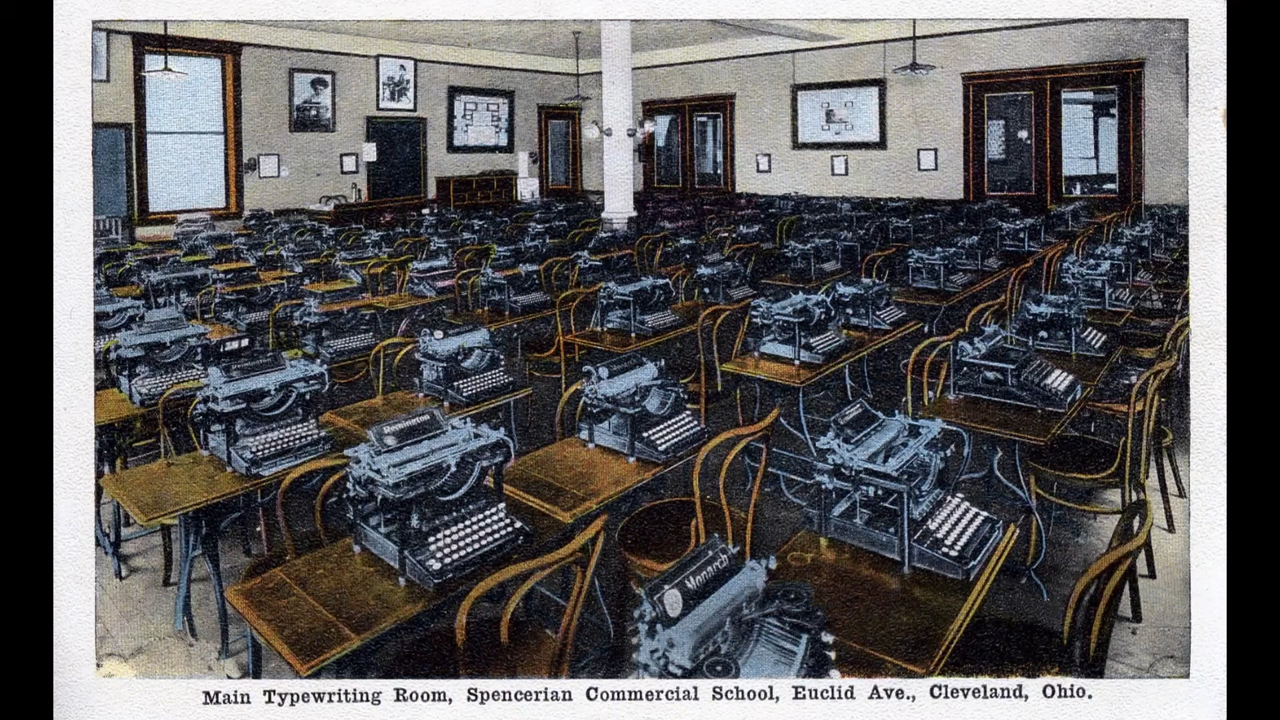 Remington
Monarch
Main Typewriting Room, Spencerian Commercial School, Euclid Ave., Cleveland, Ohio.